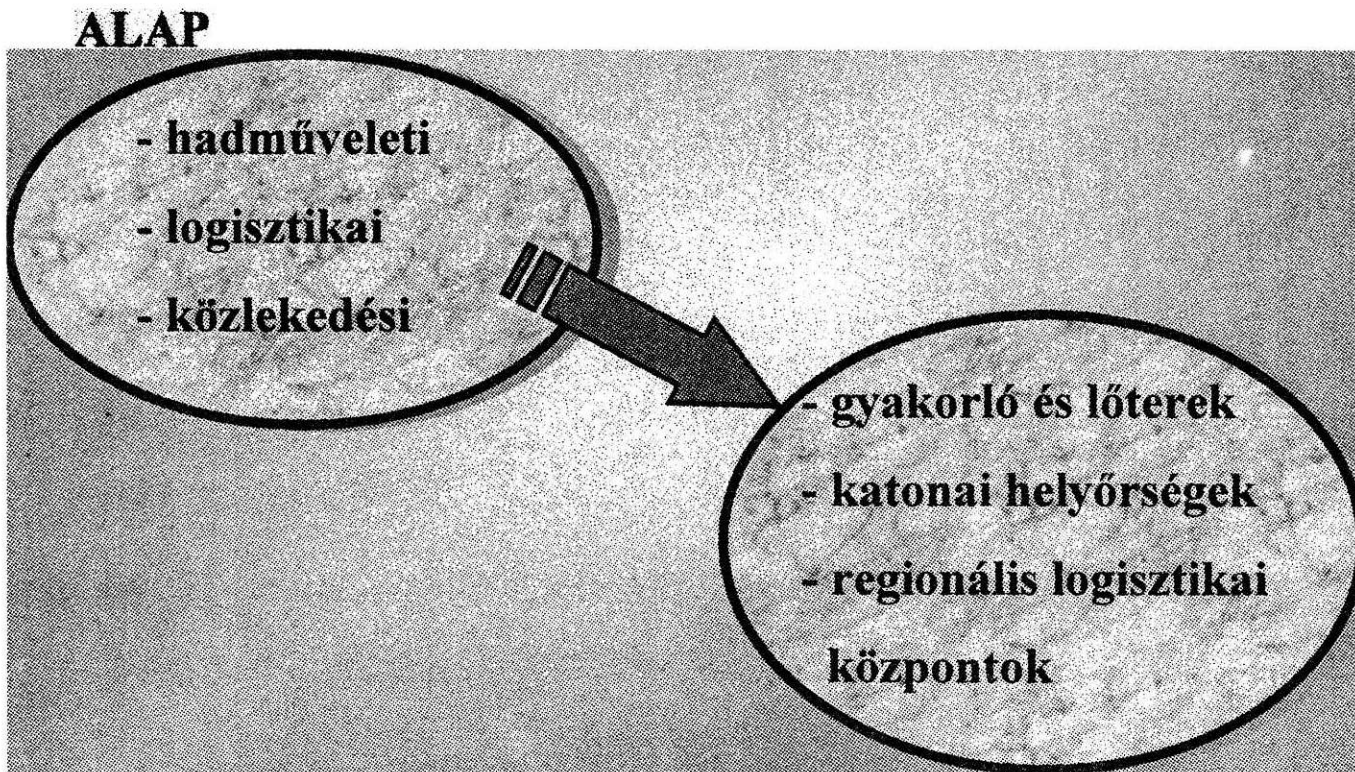 ALAP
- hadműveleti
- logisztikai
- közlekedési
- gyakorló és lőterek
- katonai helyőrségek
- regionális logisztikai
központok